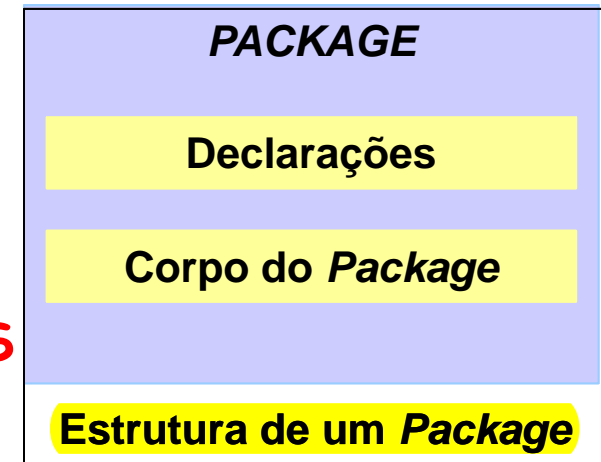 PACKAGE
Declarações
Corpo do Package
s
Estrutura de um Package